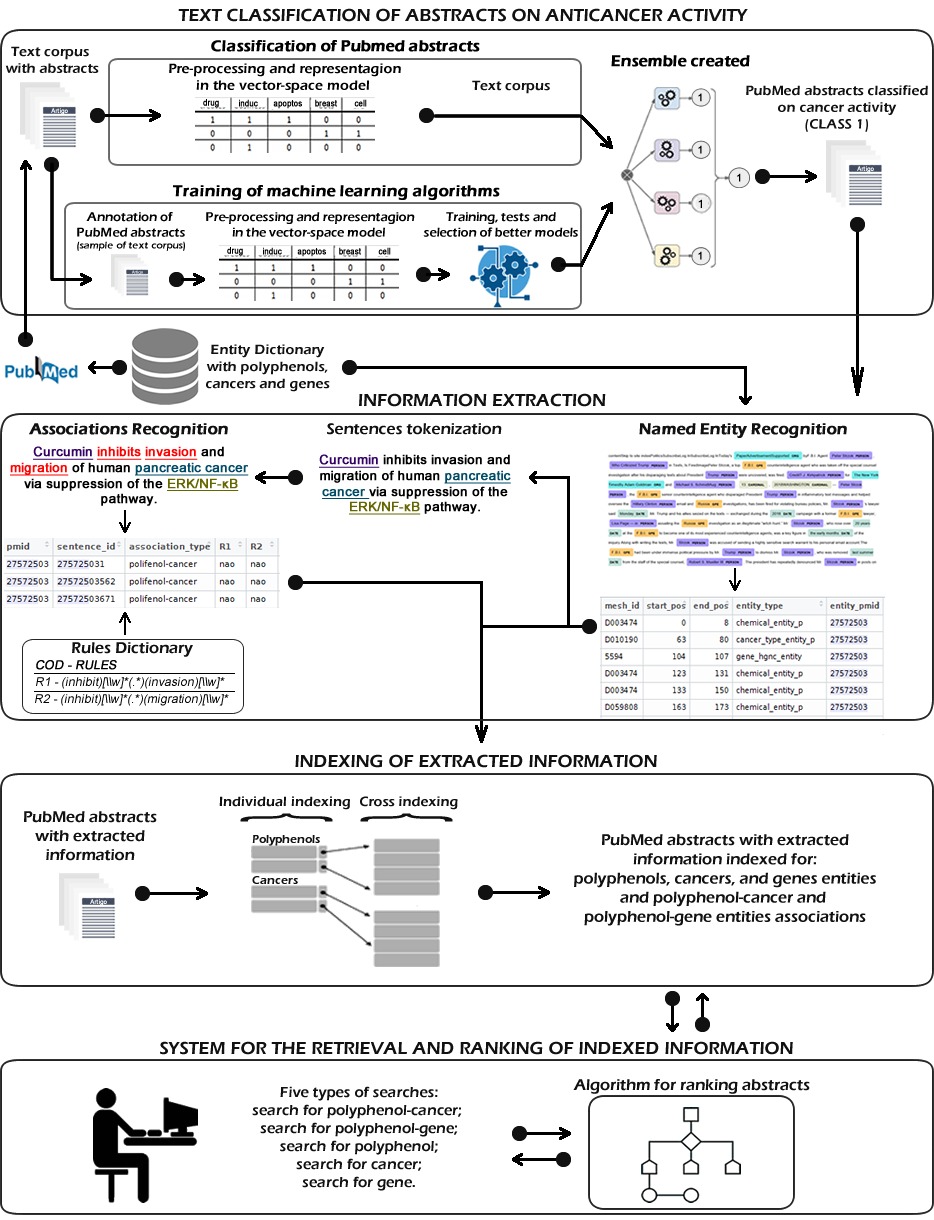 TEXT CLASSIFICATION OF ABSTRACTS ON ANTICANCER ACTIVITY
Text corpus
with abstracts
Artigo
Classification of Pubmed abstracts
Pre-processing and representagion
in the vector-space model
drug induc apoptos breast cell
1 1 1 0 0
0 0 0 1 1
0 1 0 0 0
Text corpus
Ensemble created
1
1
1
1
1
PubMed abstracts classified
on cancer activity
(CLASS 1)
Artigo
Training of machine learning algorithms
Annotation of
PubMed abstracts
(sample of text corpus)
Artigo
Pre-processing and representagion
in the vector-space model
drug induc apoptos breast cell
1 1 1 0 0
0 0 0 1 1
0 1 0 0 0
Training, tests and
selection of better models
PubMed
Entity Dictionary
with polyphenols,
cancers and genes
INFORMATION EXTRACTION
Associations Recognition
Curcumin inhibits invasion and
migration of human pancreatic cancer
via suppression of the ERK/NF-κB
pathway.
pmid sentence_id association_type R1 R2
27572503 275725031 polifenol-cancer nao nao
27572503 27572503562 polifenol-cancer nao nao
27572503 27572503671 polifenol-cancer nao nao
Rules Dictionary
COD - RULES
R1 - (inhibit)[\\w]*(.*)(invasion)[\\w]*
R2 - (inhibit)[\\w]*(.*)(migration)[\\w]*
Sentences tokenization
Curcumin inhibits invasion and
migration of human pancreatic
cancer via suppression of the
ERK/NF-κB pathway.
Named Entity Recognition
mesh_id start_pos end_pos entity_type entity_pmid
D003474 0 8 chemical_entity_p 27572503
D010190 63 80 cancer_type_entity_p 27572503
5594 104 107 gene_hgnc_entity 27572503
D003474 123 131 chemical_entity_p 27572503
D003474 133 150 chemical_entity_p 27572503
D059808 163 173 chemical_entity_p 27572503
INDEXING OF EXTRACTED INFORMATION
PubMed abstracts
with extracted
information
Artigo
Individual indexing
Cross indexing
Polyphenols
Cancers
PubMed abstracts with extracted
information indexed for:
polyphenols, cancers, and genes entities
and polyphenol-cancer and
polyphenol-gene entities associations
SYSTEM FOR THE RETRIEVAL AND RANKING OF INDEXED INFORMATION
Five types of searches:
search for polyphenol-cancer;
search for polyphenol-gene;
search for polyphenol;
search for cancer;
search for gene.
Algorithm for ranking abstracts